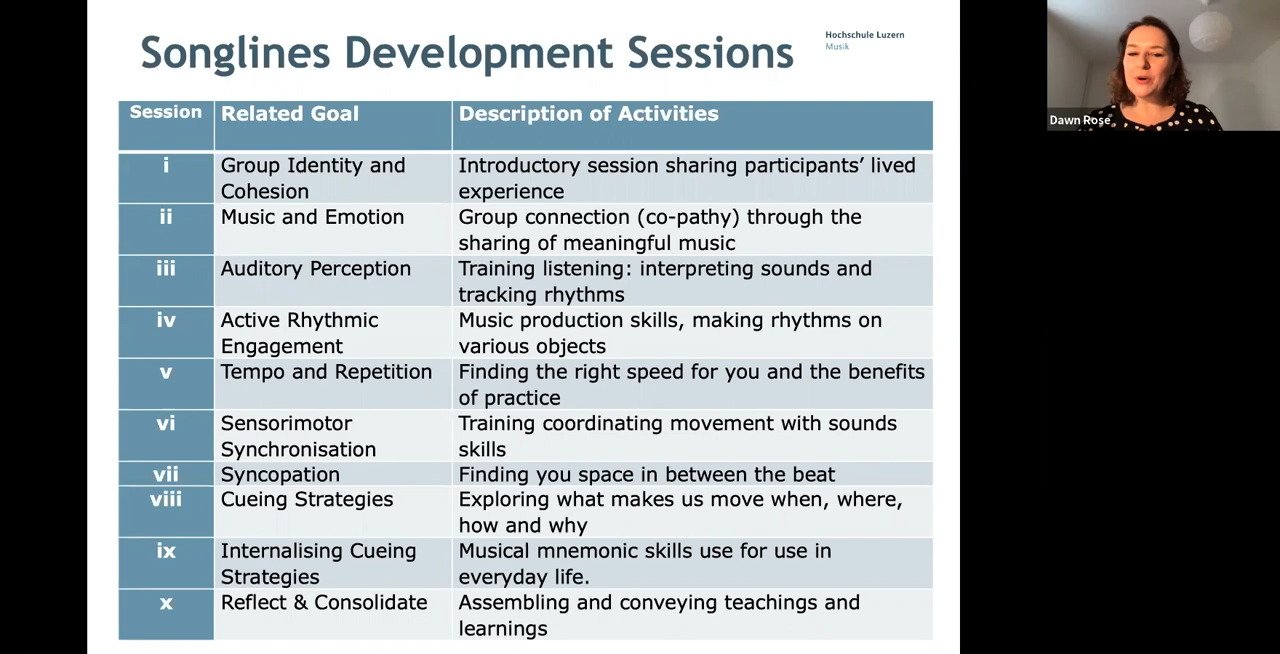 Songlines Development Sessions
Hochschule Luzern
Musik
Dawn Rose
Session Related Goal Description of Activities
i Group Identity and Cohesion Introductory session sharing participants' lived experience
ii Music and Emotion Group connection (co-pathy) through the sharing of meaningful music
iii Auditory Perception Training listening: interpreting sounds and tracking rhythms
iv Active Rhythmic Engagement Music production skills, making rhythms on various objects
v Tempo and Repetition Finding the right speed for you and the benefits of practice
vi Sensorimotor Synchronisation Training coordinating movement with sounds skills
vii Syncopation Finding you space in between the beat
viii Cueing Strategies Exploring what makes us move when, where, how and why
ix Internalising Cueing Strategies Musical mnemonic skills use for use in everyday life.
x Reflect & Consolidate Assembling and conveying teachings and learnings